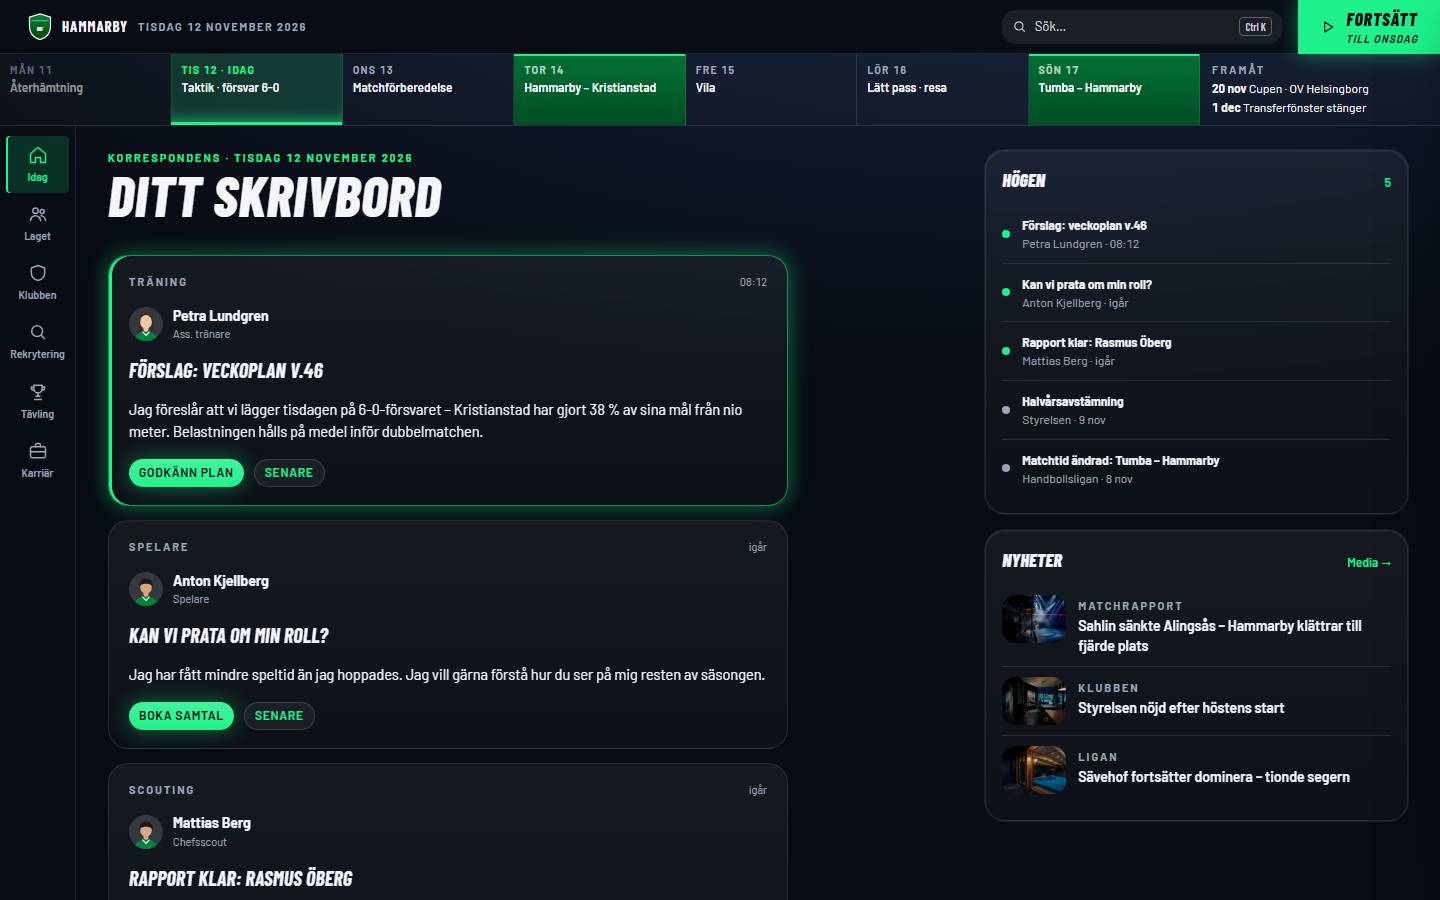 HAMMARBY TISDAG 12 NOVEMBER 2026
Sök...
Ctrl K
FORTSÄTT
TILL ONSDAG
MÅN 11
Återhämtning
TIS 12 · IDAG
Taktik · försvar 6-0
ONS 13
Matchförberedelse
TOR 14
Hammarby – Kristianstad
FRE 15
Vila
LÖR 16
Lätt pass · resa
SÖN 17
Tumba – Hammarby
FRAMÅT
20 nov Cupen · OV Helsingborg
1 dec Transferfönster stänger
Idag
Laget
Klubben
Rekrytering
Tävling
Karriär
KORRESPONDENS · TISDAG 12 NOVEMBER 2026
DITT SKRIVBORD
TRÄNING
08:12
Petra Lundgren
Ass. tränare
FÖRSLAG: VECKOPLAN V.46
Jag föreslår att vi lägger tisdagen på 6-0-försvaret – Kristianstad har gjort 38 % av sina mål från nio
meter. Belastningen hålls på medel inför dubbelmatchen.
GODKÄNN PLAN
SENARE
SPELARE
igår
Anton Kjellberg
Spelare
KAN VI PRATA OM MIN ROLL?
Jag har fått mindre speltid än jag hoppades. Jag vill gärna förstå hur du ser på mig resten av säsongen.
BOKA SAMTAL
SENARE
SCOUTING
igår
Mattias Berg
Chefsscout
RAPPORT KLAR: RASMUS ÖBERG
HÖGEN
5
Förslag: veckoplan v.46
Petra Lundgren · 08:12
Kan vi prata om min roll?
Anton Kjellberg · igår
Rapport klar: Rasmus Öberg
Mattias Berg · igår
Halvårsavstämning
Styrelsen · 9 nov
Matchtid ändrad: Tumba – Hammarby
Handbollsligan · 8 nov
NYHETER
Media →
MATCHRAPPORT
Sahlin sänkte Alingsås – Hammarby klättrar till
fjärde plats
KLUBBEN
Styrelsen nöjd efter höstens start
LIGAN
Sävehof fortsätter dominera – tionde segern